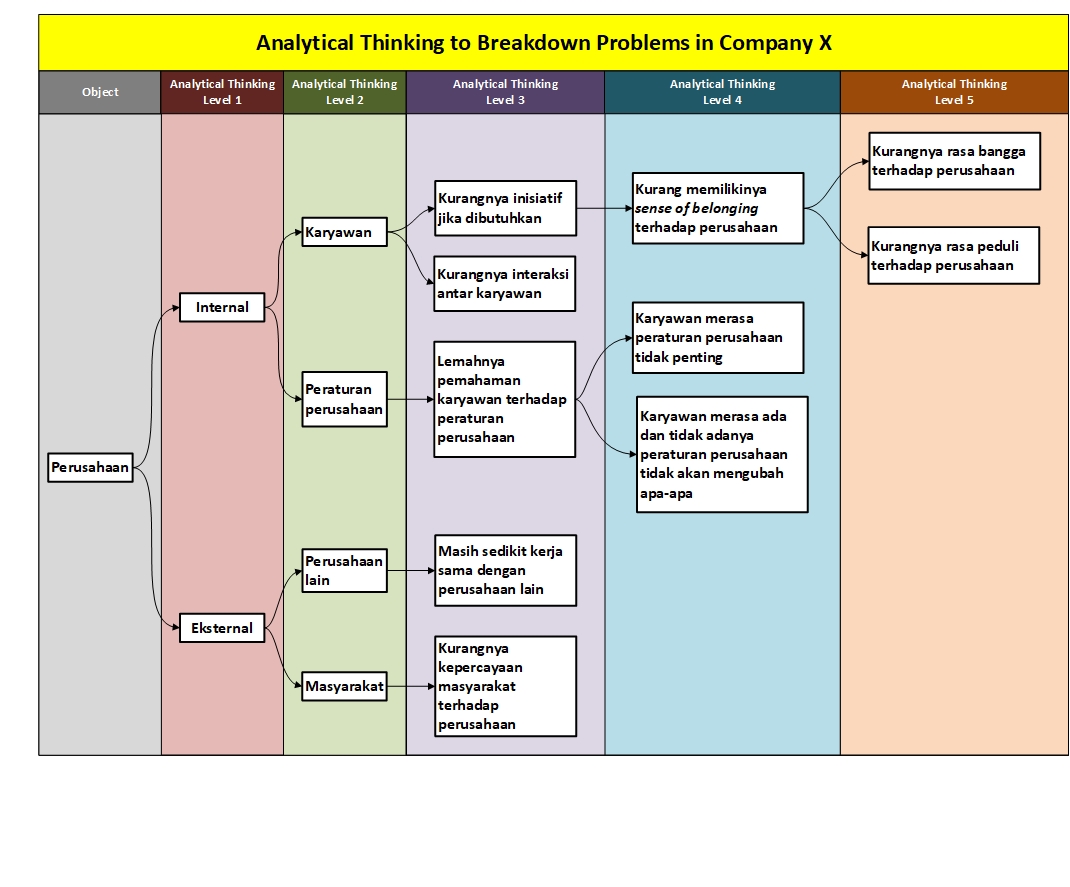 Analytical Thinking to Breakdown Problems in Company X
Object
Analytical Thinking
Level 1
Analytical Thinking
Level 2
Analytical Thinking
Level 3
Analytical Thinking
Level 4
Analytical Thinking
Level 5
Perusahaan
Internal
Eksternal
Karyawan
Peraturan
perusahaan
Perusahaan
lain
Masyarakat
Kurangnya inisiatif
jika dibutuhkan
Kurangnya interaksi
antar karyawan
Lemahnya
pemahaman
karyawan terhadap
peraturan
perusahaan
Masih sedikit kerja
sama dengan
perusahaan lain
Kurangnya
kepercayaan
masyarakat
terhadap
perusahaan
Kurang memilikinya
sense of belonging
terhadap perusahaan
Karyawan merasa
peraturan perusahaan
tidak penting
Karyawan merasa ada
dan tidak adanya
peraturan perusahaan
tidak akan mengubah
apa-apa
Kurangnya rasa bangga
terhadap perusahaan
Kurangnya rasa peduli
terhadap perusahaan